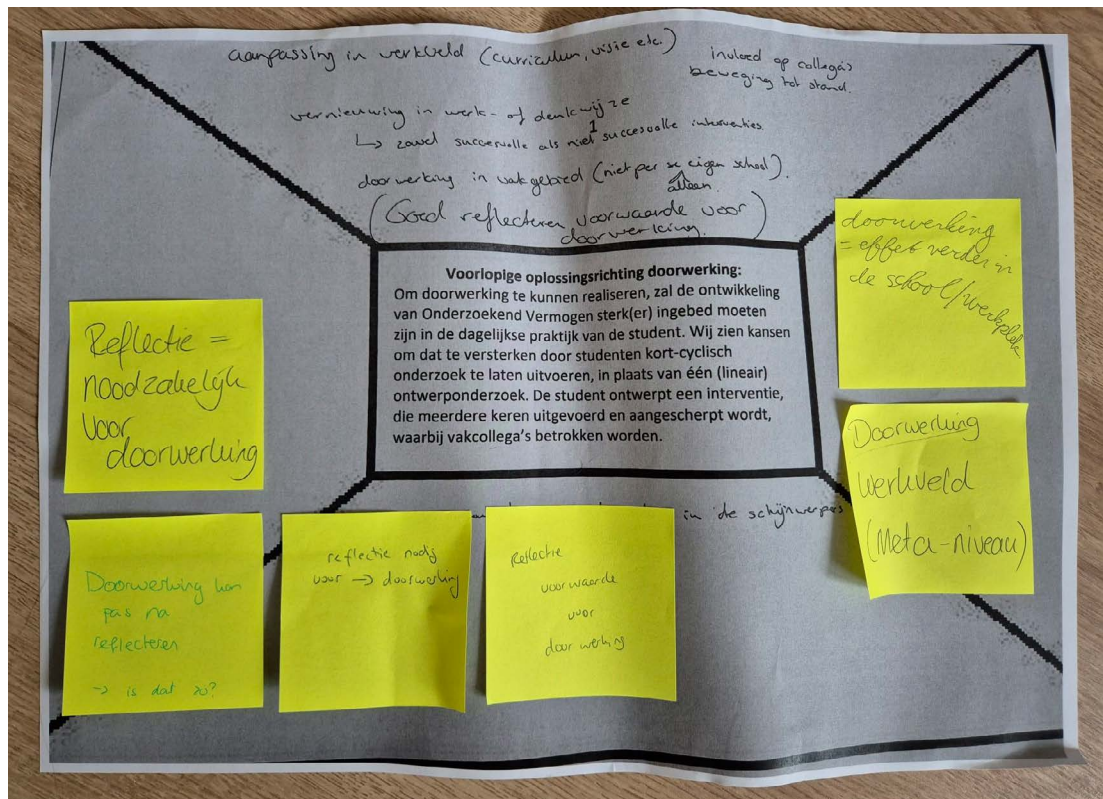 aanpassing in werkveld (curriculum, visie etc.)
invloed op collega's
beweging tot stand.
vernieuwing in werk- of denkwijze
↳ zowel succesvolle als niet succesvolle interventies.
1
doorwerking in vakgebied (niet per se eigen school).
alleen
(Goed reflecteren voorwaarde voor
doorwerking.)
Voorlopige oplossingsrichting doorwerking:
Om doorwerking te kunnen realiseren, zal de ontwikkeling
van Onderzoekend Vermogen sterk(er) ingebed moeten
zijn in de dagelijkse praktijk van de student. Wij zien kansen
om dat te versterken door studenten kort-cyclisch
onderzoek te laten uitvoeren, in plaats van één (lineair)
ontwerponderzoek. De student ontwerpt een interventie,
die meerdere keren uitgevoerd en aangescherpt wordt,
waarbij vakcollega's betrokken worden.
doorwerking
= effect verder in
de school/werkplek
Reflectie =
noodzakelijk
voor
doorwerking
Doorwerking
werkveld
(Meta-niveau)
in de schijnwerpers
Doorwerking kan
pas na
reflecteren
-> is dat zo?
reflectie nodig
voor → doorwerking
Reflectie
voorwaarde
voor
doorwerking